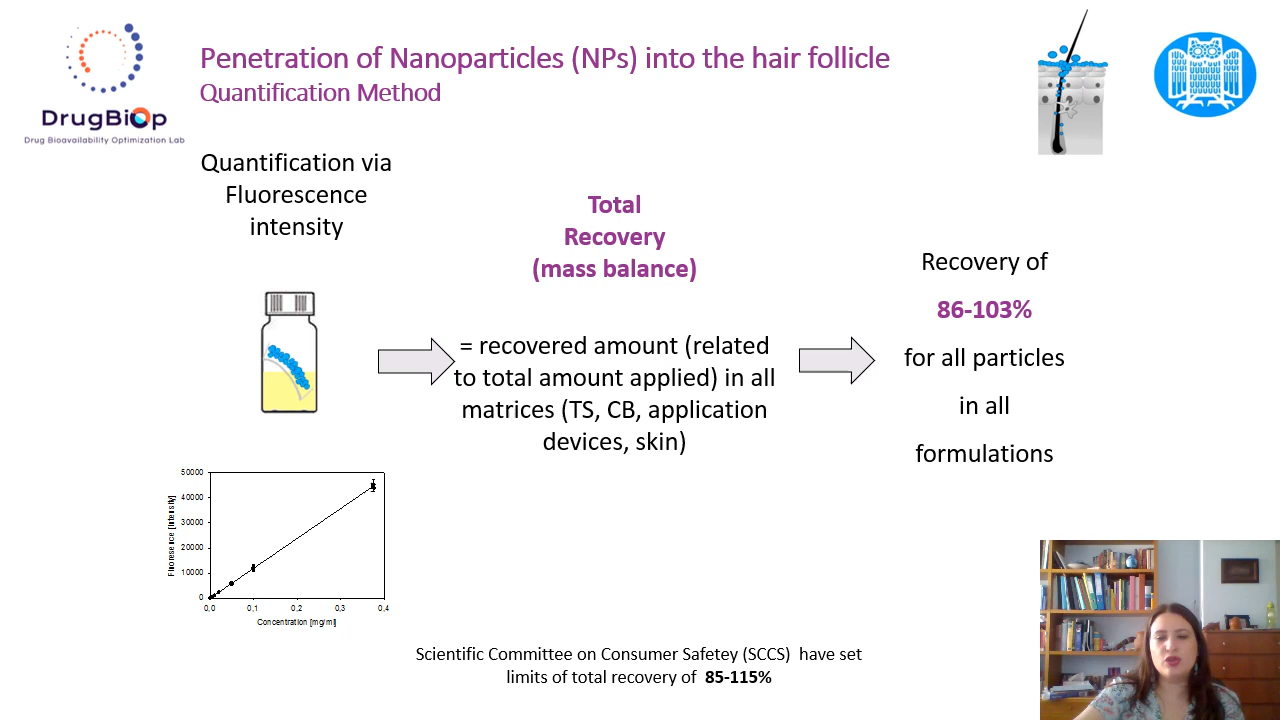 Penetration of Nanoparticles (NPs) into the hair follicle
Quantification Method
DrugBiOp
Drug Bioavailability Optimization Lab
Quantification via
Fluorescence
intensity
Total
Recovery
(mass balance)
= recovered amount (related
to total amount applied) in all
matrices (TS, CB, application
devices, skin)
Recovery of
86-103%
for all particles
in all
formulations
Fluoresence [Intensity]
50000
40000
30000
20000
10000
0
0,0
0,1
0,2
0,3
0,4
Concentration [mg/ml]
Scientific Committee on Consumer Safetey (SCCS) have set
limits of total recovery of 85-115%